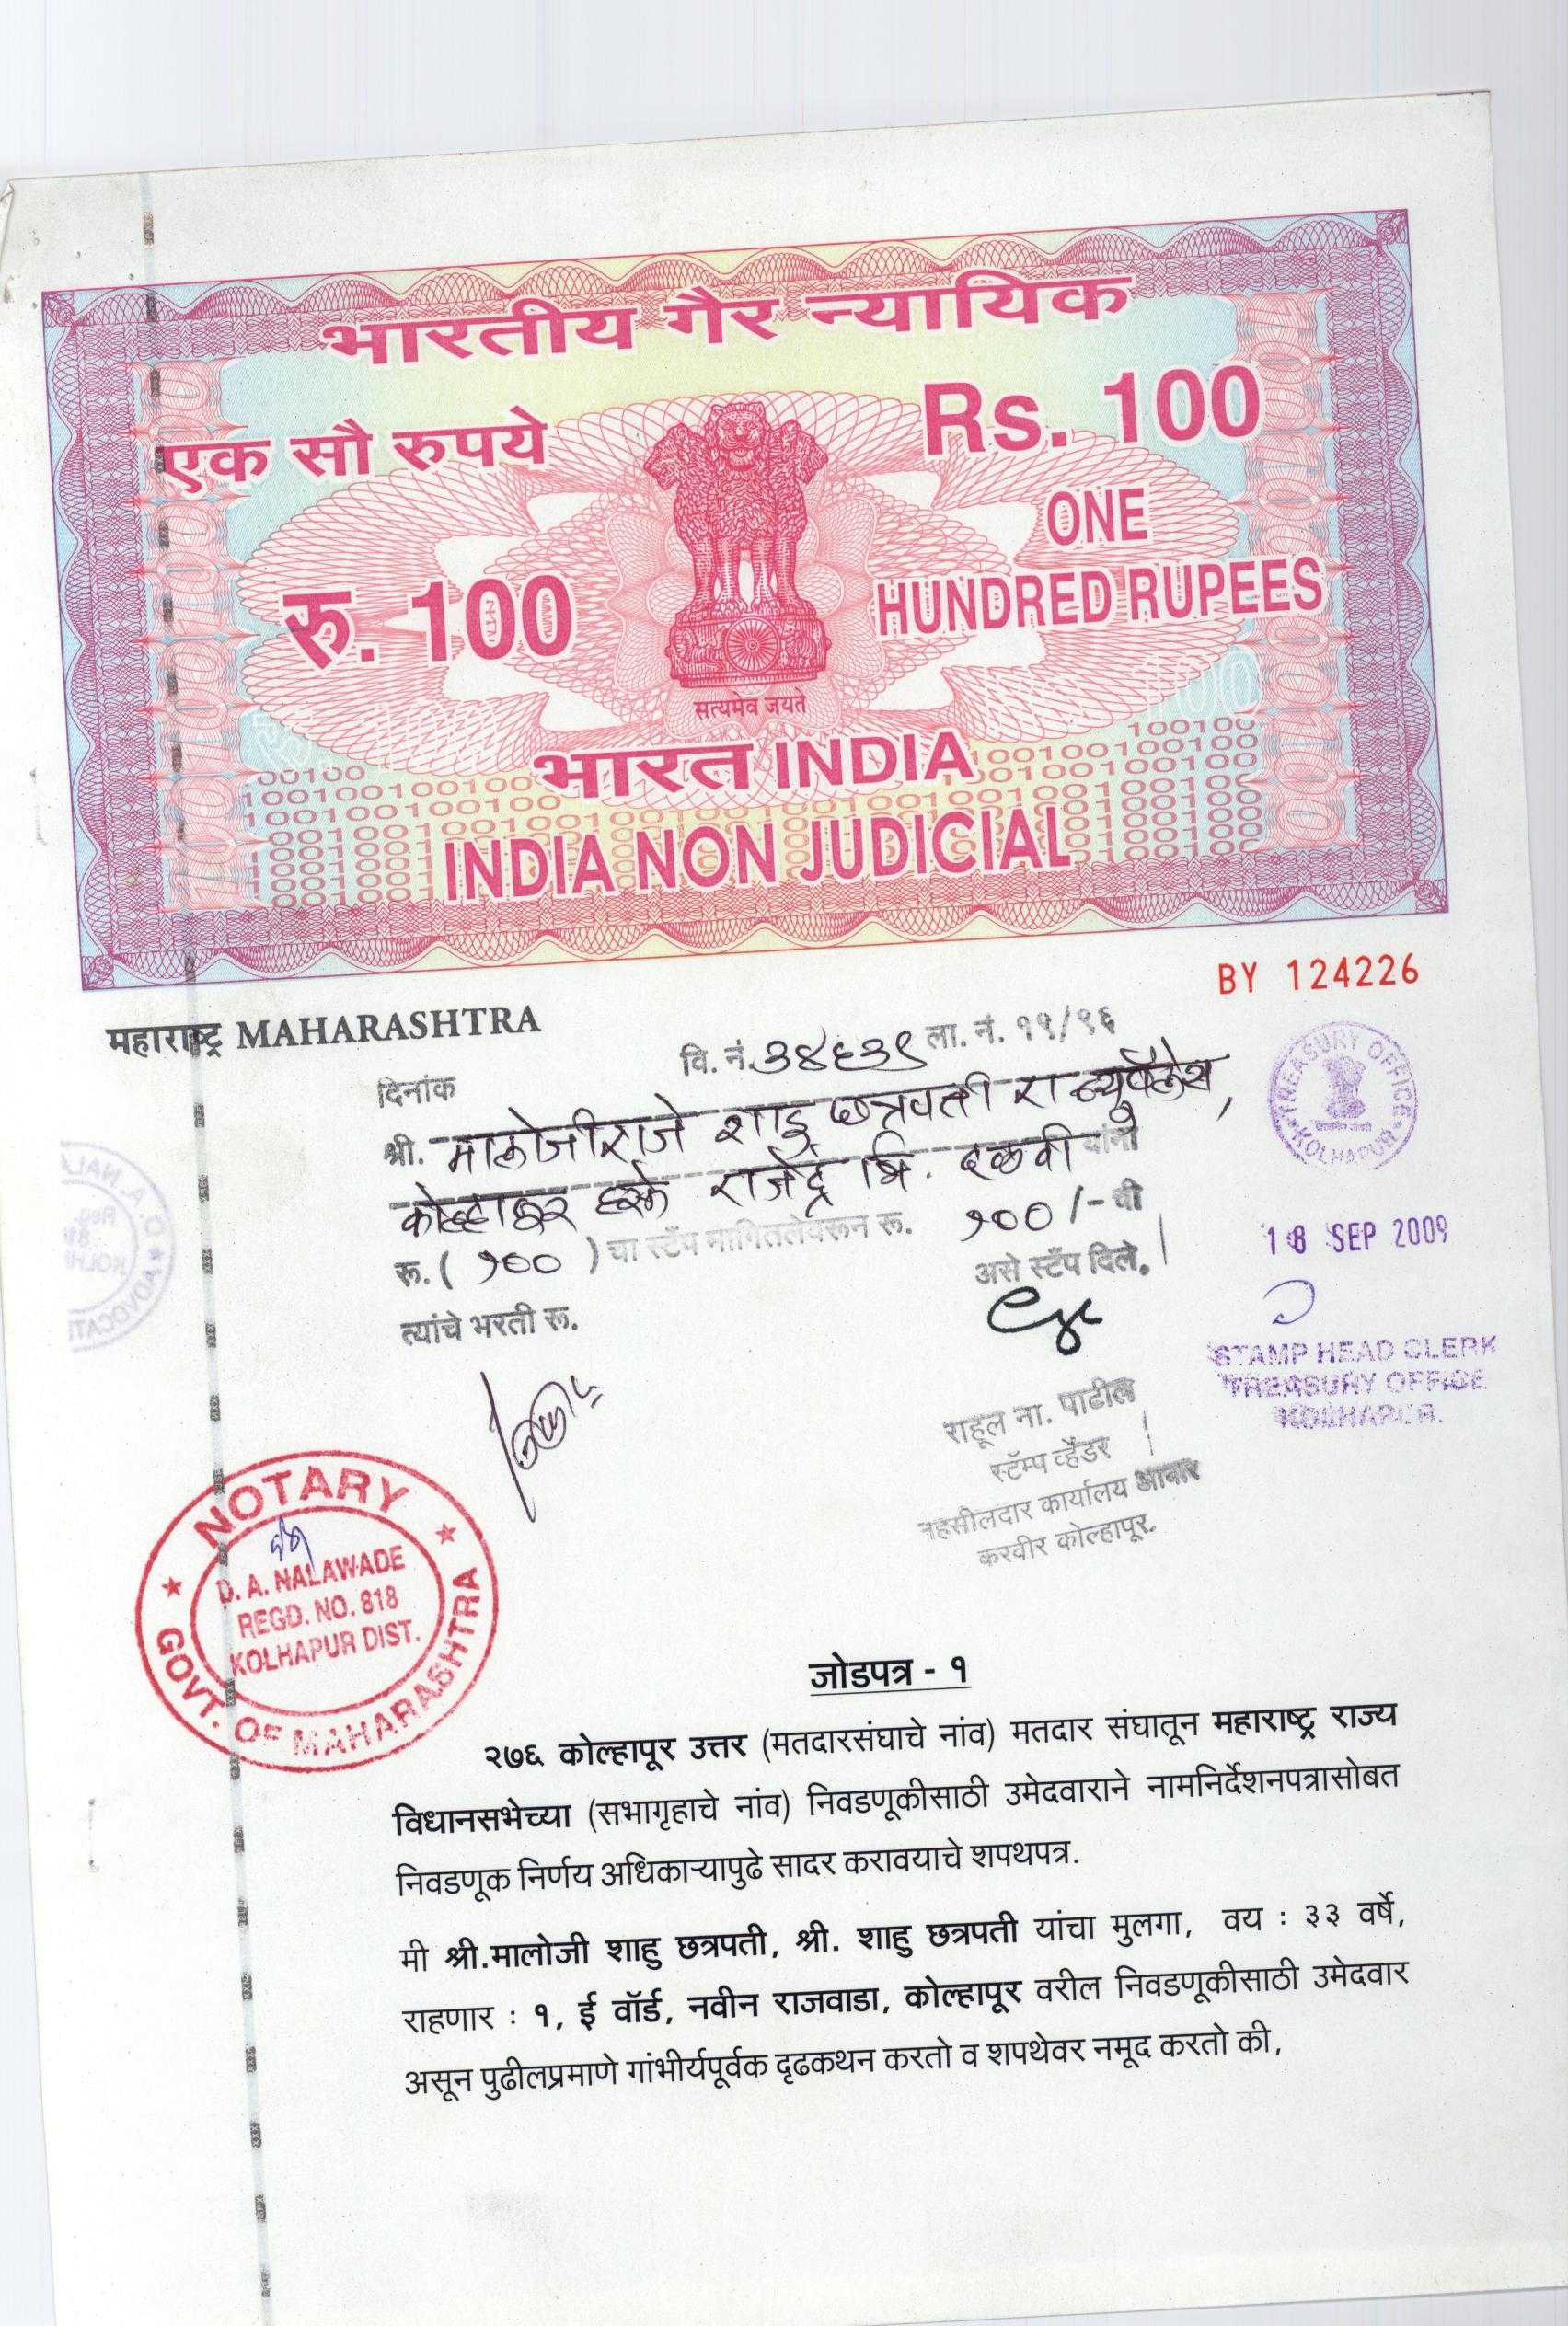 भारतीय गैर न्यायिक
एक सौ रुपये
Rs. 100
रु. 100
ONE
HUNDRED RUPEES
सत्यमेव जयते
भारत INDIA
INDIA NON JUDICIAL
BY 124226
महाराष्ट्र MAHARASHTRA
वि. नं. ३४६३९ ला. नं. ११/९६
दिनांक
श्री. मालोजीराजे शाहु छत्रपती रा न्यु पॅलेस,
कोल्हापूर हस्ते राजेंद्र भि. दळवी यांना
रू. ( १०० ) चा स्टॅंप मागितलेवरून रू. १०० /- ची
असे स्टॅंप दिले.
त्यांचे भरती रू.
TREASURY OFFICE
KOLHAPUR
18 SEP 2009
STAMP HEAD CLERK
TREASURY OFFICE
KOLHAPUR.
राहूल ना. पाटील
स्टॅम्प व्हेंडर
तहसीलदार कार्यालय आवार
करवीर कोल्हापूर.
NOTARY
D. A. NALAWADE
REGD. NO. 818
KOLHAPUR DIST.
GOVT. OF MAHARASHTRA
जोडपत्र - १
२७६ कोल्हापूर उत्तर (मतदारसंघाचे नांव) मतदार संघातून महाराष्ट्र राज्य
विधानसभेच्या (सभागृहाचे नांव) निवडणूकीसाठी उमेदवाराने नामनिर्देशनपत्रासोबत
निवडणूक निर्णय अधिकाऱ्यापुढे सादर करावयाचे शपथपत्र.
मी श्री.मालोजी शाहु छत्रपती, श्री. शाहु छत्रपती यांचा मुलगा, वय : ३३ वर्षे,
राहणार : १, ई वॉर्ड, नवीन राजवाडा, कोल्हापूर वरील निवडणूकीसाठी उमेदवार
असून पुढीलप्रमाणे गांभीर्यपूर्वक दृढकथन करतो व शपथेवर नमूद करतो की,